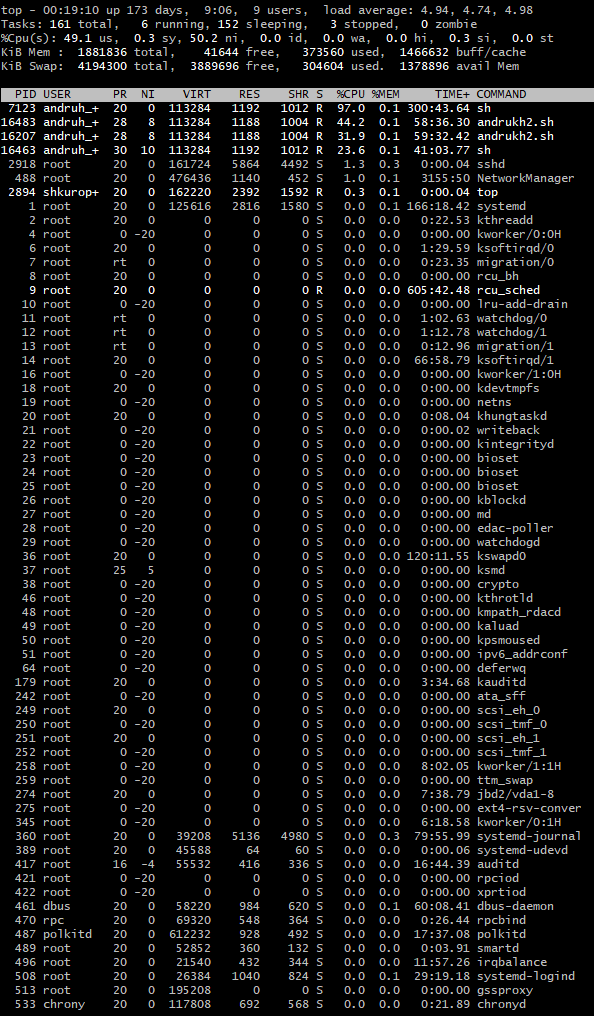 top - 00:19:10 up 173 days,  9:06,  9 users,  load average: 4.94, 4.74, 4.98
Tasks: 161 total,   6 running, 152 sleeping,   3 stopped,   0 zombie
%Cpu(s): 49.1 us,  0.3 sy, 50.2 ni,  0.0 id,  0.0 wa,  0.0 hi,  0.3 si,  0.0 st
KiB Mem :  1881836 total,    41644 free,   373560 used,  1466632 buff/cache
KiB Swap:  4194300 total,  3889696 free,   304604 used.  1378896 avail Mem
PID USER PR NI VIRT RES SHR S %CPU %MEM TIME+ COMMAND
7123 andruh_+ 20 0 113284 1192 1012 R 97.0 0.1 300:43.64 sh
16483 andruh_+ 28 8 113284 1188 1004 R 44.2 0.1 58:36.30 andrukh2.sh
16207 andruh_+ 28 8 113284 1188 1004 R 31.9 0.1 59:32.42 andrukh2.sh
16463 andruh_+ 30 10 113284 1192 1012 R 23.6 0.1 41:03.77 sh
2918 root 20 0 161724 5864 4492 S 1.3 0.3 0:00.04 sshd
488 root 20 0 476436 1140 452 S 1.0 0.1 3155:50 NetworkManager
2894 shkurop+ 20 0 162220 2392 1592 R 0.3 0.1 0:00.04 top
1 root 20 0 125616 2816 1580 S 0.0 0.1 166:18.42 systemd
2 root 20 0 0 0 0 S 0.0 0.0 0:22.53 kthreadd
4 root 0 -20 0 0 0 S 0.0 0.0 0:00.00 kworker/0:0H
6 root 20 0 0 0 0 S 0.0 0.0 1:29.59 ksoftirqd/0
7 root rt 0 0 0 0 S 0.0 0.0 0:23.35 migration/0
8 root 20 0 0 0 0 S 0.0 0.0 0:00.00 rcu_bh
9 root 20 0 0 0 0 R 0.0 0.0 605:42.48 rcu_sched
10 root 0 -20 0 0 0 S 0.0 0.0 0:00.00 lru-add-drain
11 root rt 0 0 0 0 S 0.0 0.0 1:02.63 watchdog/0
12 root rt 0 0 0 0 S 0.0 0.0 1:12.78 watchdog/1
13 root rt 0 0 0 0 S 0.0 0.0 0:12.96 migration/1
14 root 20 0 0 0 0 S 0.0 0.0 66:58.79 ksoftirqd/1
16 root 0 -20 0 0 0 S 0.0 0.0 0:00.00 kworker/1:0H
18 root 20 0 0 0 0 S 0.0 0.0 0:00.00 kdevtmpfs
19 root 0 -20 0 0 0 S 0.0 0.0 0:00.00 netns
20 root 20 0 0 0 0 S 0.0 0.0 0:08.04 khungtaskd
21 root 0 -20 0 0 0 S 0.0 0.0 0:00.02 writeback
22 root 0 -20 0 0 0 S 0.0 0.0 0:00.00 kintegrityd
23 root 0 -20 0 0 0 S 0.0 0.0 0:00.00 bioset
24 root 0 -20 0 0 0 S 0.0 0.0 0:00.00 bioset
25 root 0 -20 0 0 0 S 0.0 0.0 0:00.00 bioset
26 root 0 -20 0 0 0 S 0.0 0.0 0:00.00 kblockd
27 root 0 -20 0 0 0 S 0.0 0.0 0:00.00 md
28 root 0 -20 0 0 0 S 0.0 0.0 0:00.00 edac-poller
29 root 0 -20 0 0 0 S 0.0 0.0 0:00.00 watchdogd
36 root 20 0 0 0 0 S 0.0 0.0 120:11.55 kswapd0
37 root 25 5 0 0 0 S 0.0 0.0 0:00.00 ksmd
38 root 0 -20 0 0 0 S 0.0 0.0 0:00.00 crypto
46 root 0 -20 0 0 0 S 0.0 0.0 0:00.00 kthrotld
48 root 0 -20 0 0 0 S 0.0 0.0 0:00.00 kmpath_rdacd
49 root 0 -20 0 0 0 S 0.0 0.0 0:00.00 kaluad
50 root 0 -20 0 0 0 S 0.0 0.0 0:00.00 kpsmoused
51 root 0 -20 0 0 0 S 0.0 0.0 0:00.00 ipv6_addrconf
64 root 0 -20 0 0 0 S 0.0 0.0 0:00.00 deferwq
179 root 20 0 0 0 0 S 0.0 0.0 3:34.68 kauditd
242 root 0 -20 0 0 0 S 0.0 0.0 0:00.00 ata_sff
249 root 20 0 0 0 0 S 0.0 0.0 0:00.00 scsi_eh_0
250 root 0 -20 0 0 0 S 0.0 0.0 0:00.00 scsi_tmf_0
251 root 20 0 0 0 0 S 0.0 0.0 0:00.00 scsi_eh_1
252 root 0 -20 0 0 0 S 0.0 0.0 0:00.00 scsi_tmf_1
258 root 0 -20 0 0 0 S 0.0 0.0 8:02.05 kworker/1:1H
259 root 0 -20 0 0 0 S 0.0 0.0 0:00.00 ttm_swap
274 root 20 0 0 0 0 S 0.0 0.0 7:38.79 jbd2/vda1-8
275 root 0 -20 0 0 0 S 0.0 0.0 0:00.00 ext4-rsv-conver
345 root 0 -20 0 0 0 S 0.0 0.0 6:18.58 kworker/0:1H
360 root 20 0 39208 5136 4980 S 0.0 0.3 79:55.99 systemd-journal
389 root 20 0 45588 64 60 S 0.0 0.0 0:00.06 systemd-udevd
417 root 16 -4 55532 416 336 S 0.0 0.0 16:44.39 auditd
421 root 0 -20 0 0 0 S 0.0 0.0 0:00.00 rpciod
422 root 0 -20 0 0 0 S 0.0 0.0 0:00.00 xprtiod
461 dbus 20 0 58220 984 620 S 0.0 0.1 60:08.41 dbus-daemon
470 rpc 20 0 69320 548 364 S 0.0 0.0 0:26.44 rpcbind
487 polkitd 20 0 612232 928 492 S 0.0 0.0 17:37.08 polkitd
489 root 20 0 52852 360 132 S 0.0 0.0 0:03.91 smartd
496 root 20 0 21540 432 344 S 0.0 0.0 11:57.26 irqbalance
508 root 20 0 26384 1040 824 S 0.0 0.1 29:19.18 systemd-logind
513 root 20 0 195208 0 0 S 0.0 0.0 0:00.00 gssproxy
533 chrony 20 0 117808 692 568 S 0.0 0.0 0:21.89 chronyd